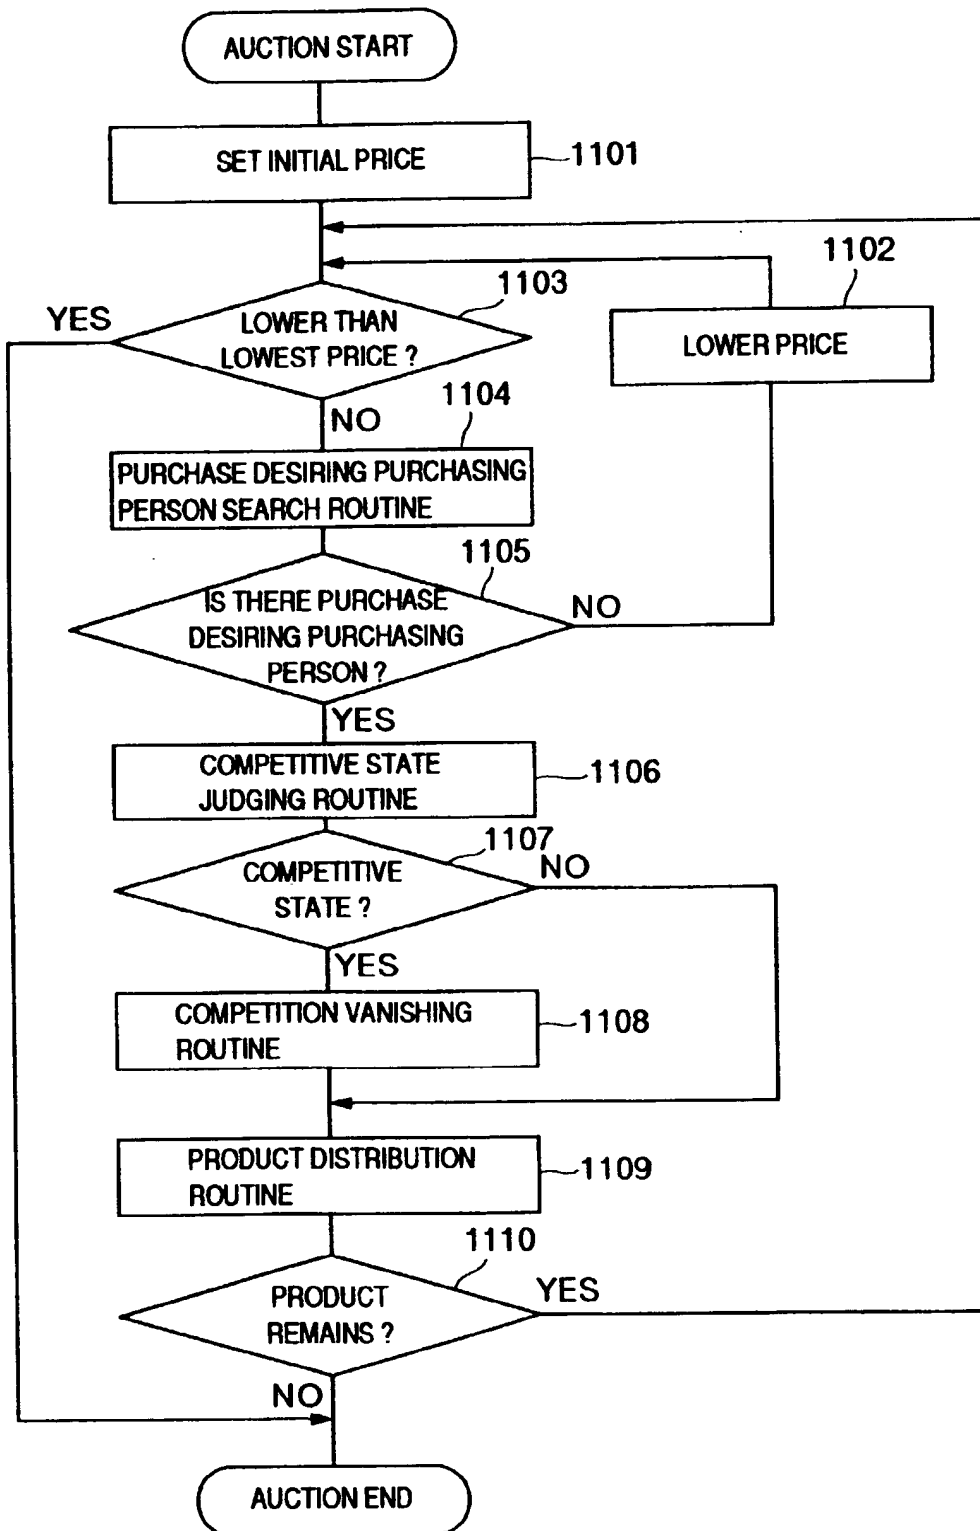 AUCTION START
SET INITIAL PRICE
1101
1102
1103
YES
LOWER THAN
LOWEST PRICE ?
LOWER PRICE
NO
1104
PURCHASE DESIRING PURCHASING
PERSON SEARCH ROUTINE
1105
IS THERE PURCHASE
DESIRING PURCHASING
PERSON ?
NO
YES
COMPETITIVE STATE
JUDGING ROUTINE
1106
1107
COMPETITIVE
STATE ?
NO
YES
COMPETITION VANISHING
ROUTINE
1108
PRODUCT DISTRIBUTION
ROUTINE
1109
1110
PRODUCT
REMAINS ?
YES
NO
AUCTION END